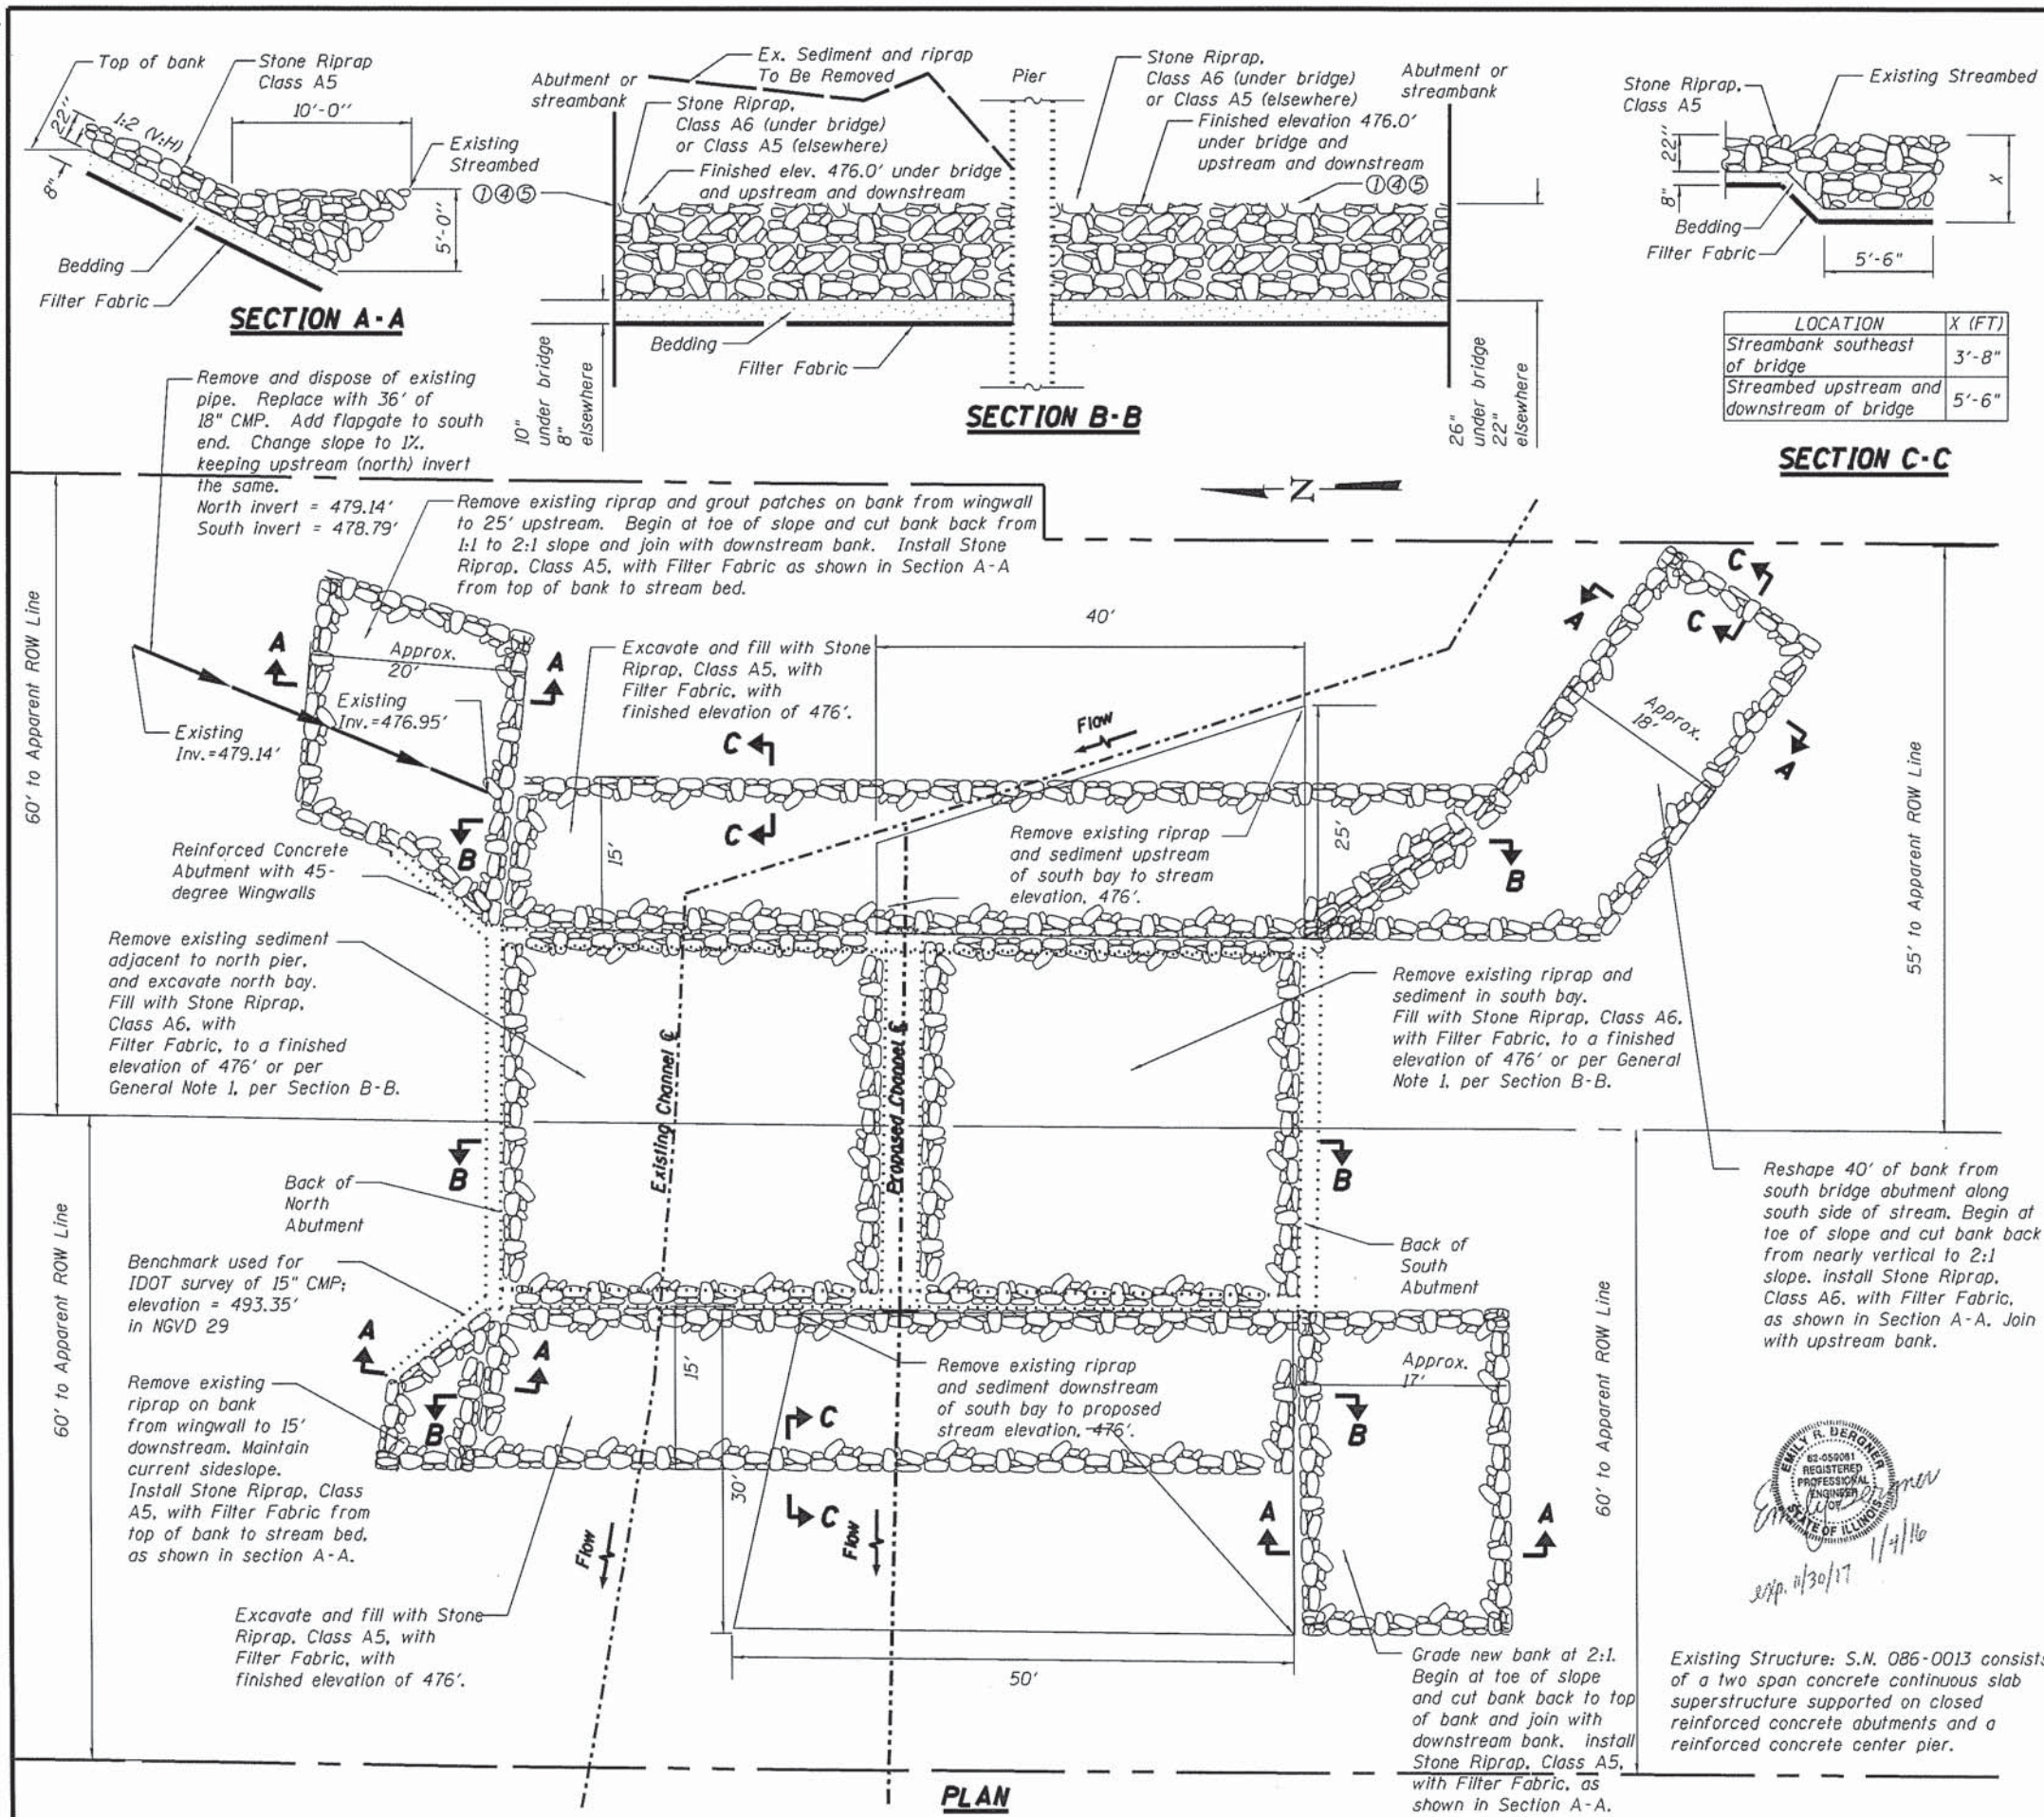 Top of bank
Stone Riprap
Class A5
10'-0"
22"
1:2 (V:H)
8"
Existing
Streambed
①④⑤
5'-0"
Bedding
Filter Fabric
SECTION A-A
Ex. Sediment and riprap
To Be Removed
Abutment or
streambank
Stone Riprap,
Class A6 (under bridge)
or Class A5 (elsewhere)
Finished elev. 476.0' under bridge
and upstream and downstream
Pier
Stone Riprap,
Class A6 (under bridge)
or Class A5 (elsewhere)
Finished elevation 476.0'
under bridge and
upstream and downstream
①④⑤
Abutment or
streambank
10"
under bridge
8"
elsewhere
Bedding
Filter Fabric
26"
under bridge
22"
elsewhere
SECTION B-B
Stone Riprap,
Class A5
Existing Streambed
22"
8"
X
Bedding
Filter Fabric
5'-6"
LOCATION X (FT)
Streambank southeast
of bridge 3'-8"
Streambed upstream and
downstream of bridge 5'-6"
SECTION C-C
Remove and dispose of existing
pipe. Replace with 36' of
18" CMP. Add flapgate to south
end. Change slope to 1%,
keeping upstream (north) invert
the same.
North invert = 479.14'
South invert = 478.79'
Remove existing riprap and grout patches on bank from wingwall
to 25' upstream. Begin at toe of slope and cut bank back from
1:1 to 2:1 slope and join with downstream bank. Install Stone
Riprap, Class A5, with Filter Fabric as shown in Section A-A
from top of bank to stream bed.
N
60' to Apparent ROW Line
A
A
Approx.
20'
Existing
Inv.=476.95'
Existing
Inv.=479.14'
Excavate and fill with Stone
Riprap, Class A5, with
Filter Fabric, with
finished elevation of 476'.
40'
Flow
C
C
15'
B
Remove existing riprap
and sediment upstream
of south bay to stream
elevation, 476'.
25'
B
A
C
C
Approx.
18'
A
55' to Apparent ROW Line
Reinforced Concrete
Abutment with 45-
degree Wingwalls
Remove existing sediment
adjacent to north pier,
and excavate north bay.
Fill with Stone Riprap,
Class A6, with
Filter Fabric, to a finished
elevation of 476' or per
General Note 1, per Section B-B.
Existing Channel ℄
Proposed Channel ℄
Remove existing riprap and
sediment in south bay.
Fill with Stone Riprap, Class A6,
with Filter Fabric, to a finished
elevation of 476' or per General
Note 1, per Section B-B.
B
B
60' to Apparent ROW Line
Back of
North
Abutment
Benchmark used for
IDOT survey of 15" CMP;
elevation = 493.35'
in NGVD 29
Back of
South
Abutment
Reshape 40' of bank from
south bridge abutment along
south side of stream. Begin at
toe of slope and cut bank back
from nearly vertical to 2:1
slope. install Stone Riprap,
Class A6, with Filter Fabric,
as shown in Section A-A. Join
with upstream bank.
60' to Apparent ROW Line
A
A
B
Remove existing
riprap on bank
from wingwall to 15'
downstream. Maintain
current sideslope.
Install Stone Riprap, Class
A5, with Filter Fabric from
top of bank to stream bed,
as shown in section A-A.
15'
30'
C
C
Remove existing riprap
and sediment downstream
of south bay to proposed
stream elevation, 476'.
Approx.
17'
B
A
A
Flow
Flow
Excavate and fill with Stone
Riprap, Class A5, with
Filter Fabric, with
finished elevation of 476'.
50'
Grade new bank at 2:1.
Begin at toe of slope
and cut bank back to top
of bank and join with
downstream bank. install
Stone Riprap, Class A5,
with Filter Fabric, as
shown in Section A-A.
EMILY R. DERGNER
62-059061
REGISTERED
PROFESSIONAL
ENGINEER
OF
STATE OF ILLINOIS
1/4/16
exp. 11/30/17
Existing Structure: S.N. 086-0013 consists
of a two span concrete continuous slab
superstructure supported on closed
reinforced concrete abutments and a
reinforced concrete center pier.
PLAN